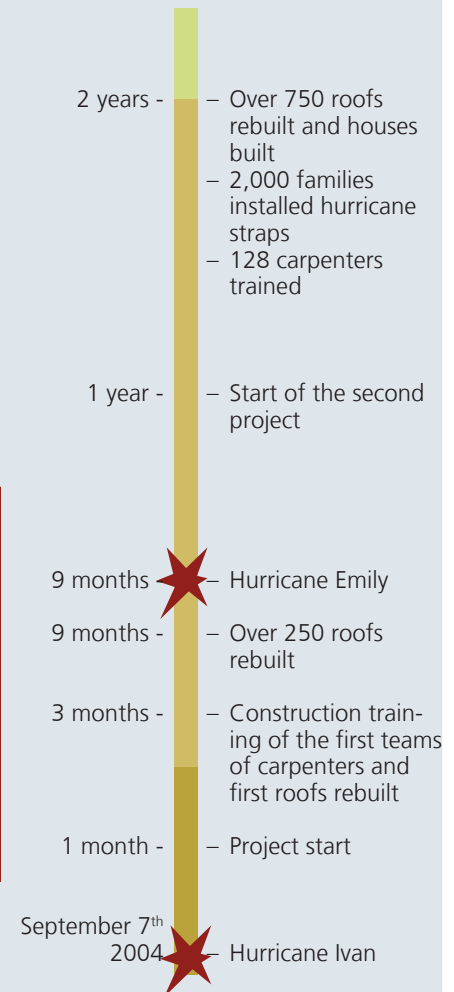 2 years - – Over 750 roofs
rebuilt and houses
built
– 2,000 families
installed hurricane
straps
– 128 carpenters
trained
1 year - – Start of the second
project
9 months - – Hurricane Emily
9 months - – Over 250 roofs
rebuilt
3 months - – Construction train-
ing of the first teams
of carpenters and
first roofs rebuilt
1 month - – Project start
September 7th
2004 – Hurricane Ivan